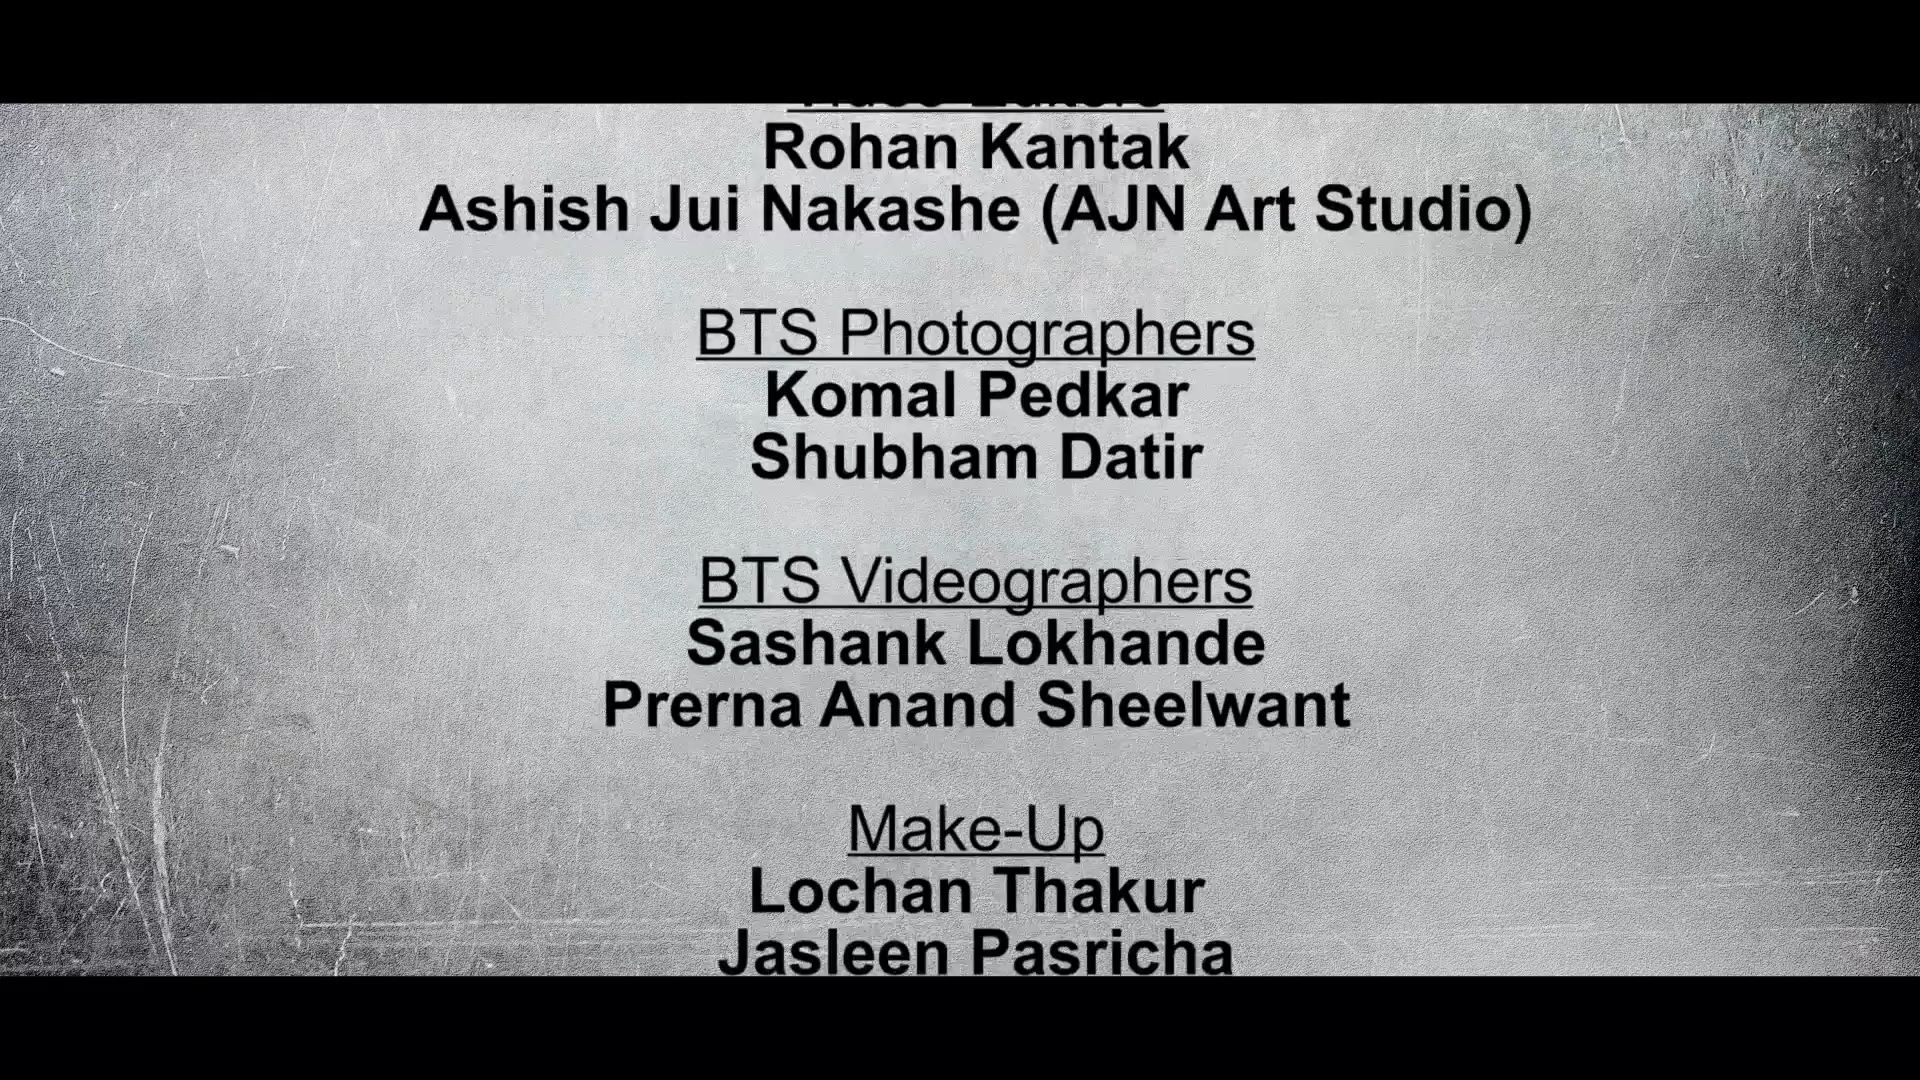 Rohan Kantak
Ashish Jui Nakashe (AJN Art Studio)
BTS Photographers
Komal Pedkar
Shubham Datir
BTS Videographers
Sashank Lokhande
Prerna Anand Sheelwant
Make-Up
Lochan Thakur
Jasleen Pasricha